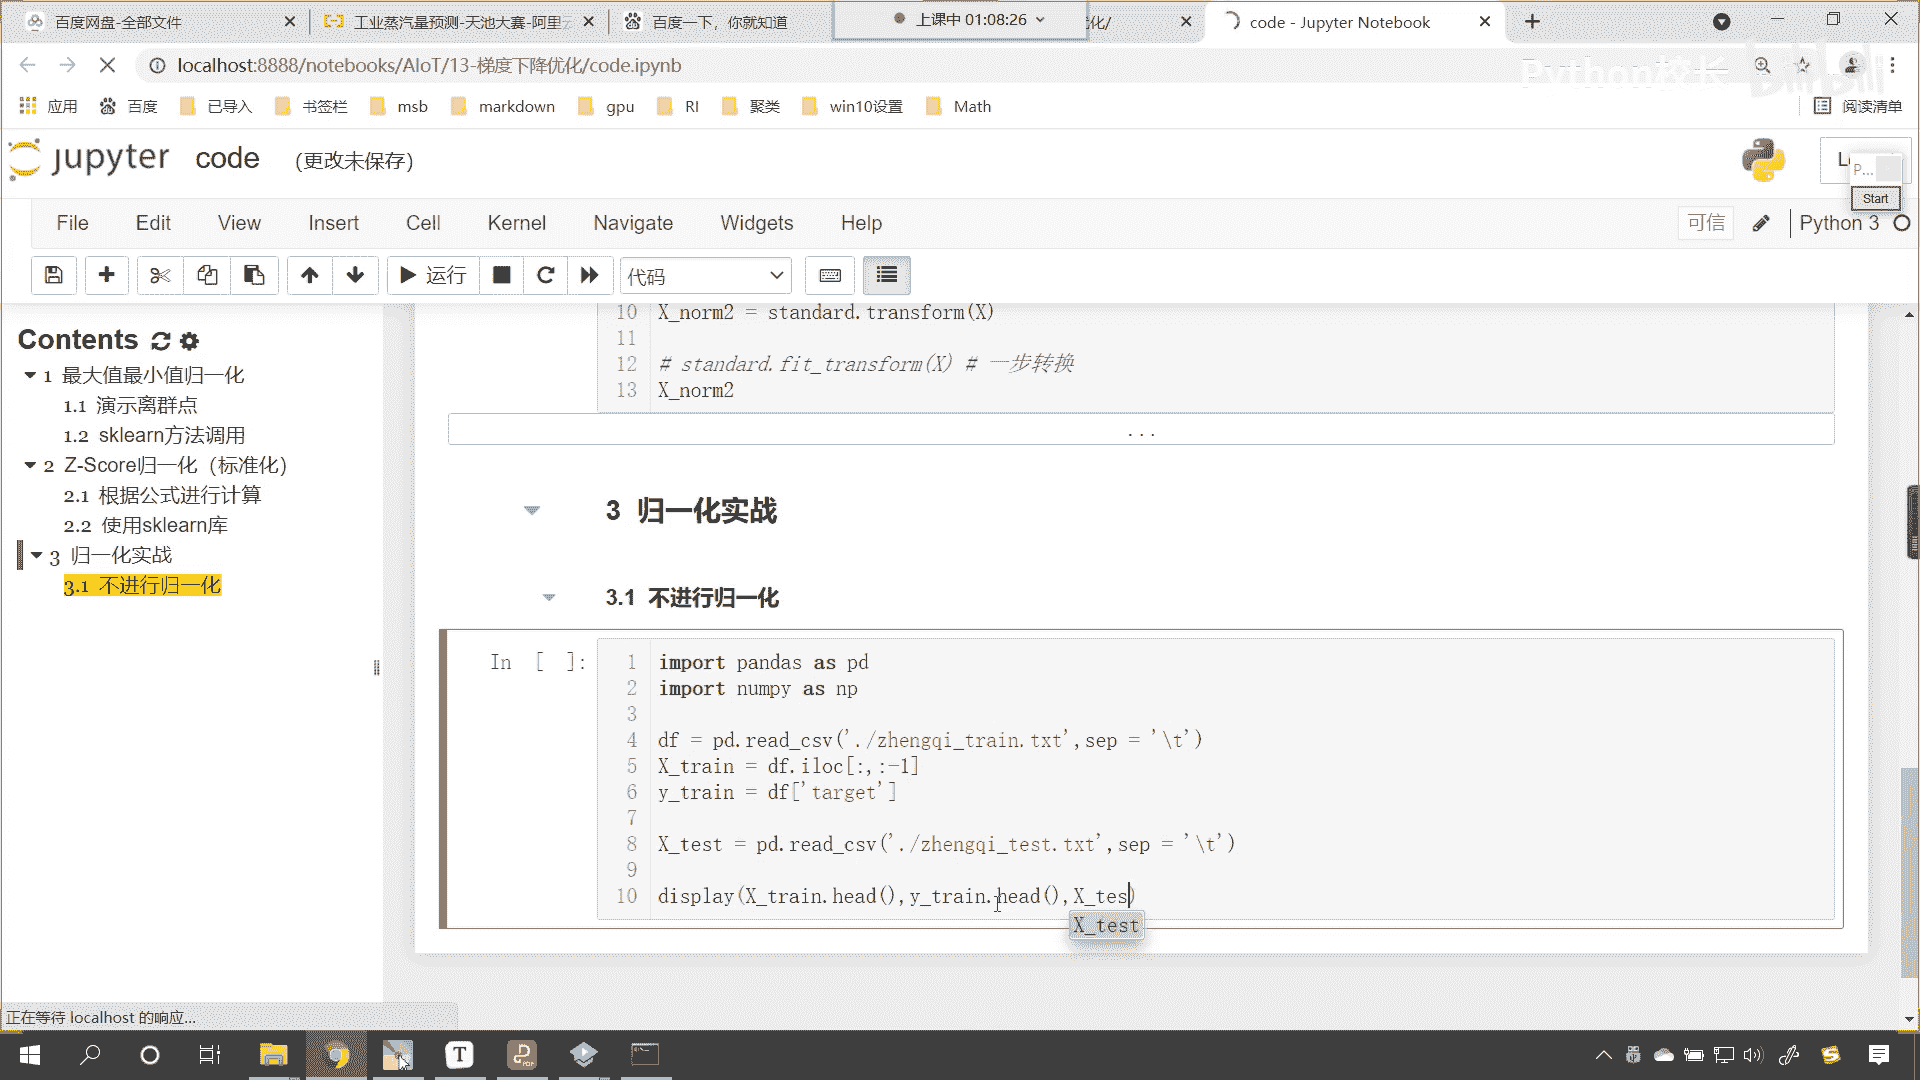 百度网盘-全部文件
工业蒸汽量预测-天池大赛-阿里云
百度一下，你就知道
上课中 01:08:26
化/
code - Jupyter Notebook
localhost:8888/notebooks/AIoT/13-梯度下降优化/code.ipynb
Python校长
bilibili
应用
百度
已导入
书签栏
msb
markdown
gpu
RI
聚类
win10设置
Math
阅读清单
jupyter code (更改未保存)
P...
Start
File Edit View Insert Cell Kernel Navigate Widgets Help
可信
Python 3
运行
代码
Contents
1 最大值最小值归一化
1.1 演示离群点
1.2 sklearn方法调用
2 Z-Score归一化（标准化）
2.1 根据公式进行计算
2.2 使用sklearn库
3 归一化实战
3.1 不进行归一化
10 X_norm2 = standard.transform(X)
11
12 # standard.fit_transform(X) # 一步转换
13 X_norm2
...
3 归一化实战
3.1 不进行归一化
In [ ]:
1 import pandas as pd
2 import numpy as np
3
4 df = pd.read_csv('./zhengqi_train.txt',sep = '\t')
5 X_train = df.iloc[:,:-1]
6 y_train = df['target']
7
8 X_test = pd.read_csv('./zhengqi_test.txt',sep = '\t')
9
10 display(X_train.head(),y_train.head(),X_tes)
X_test
正在等待 localhost 的响应...